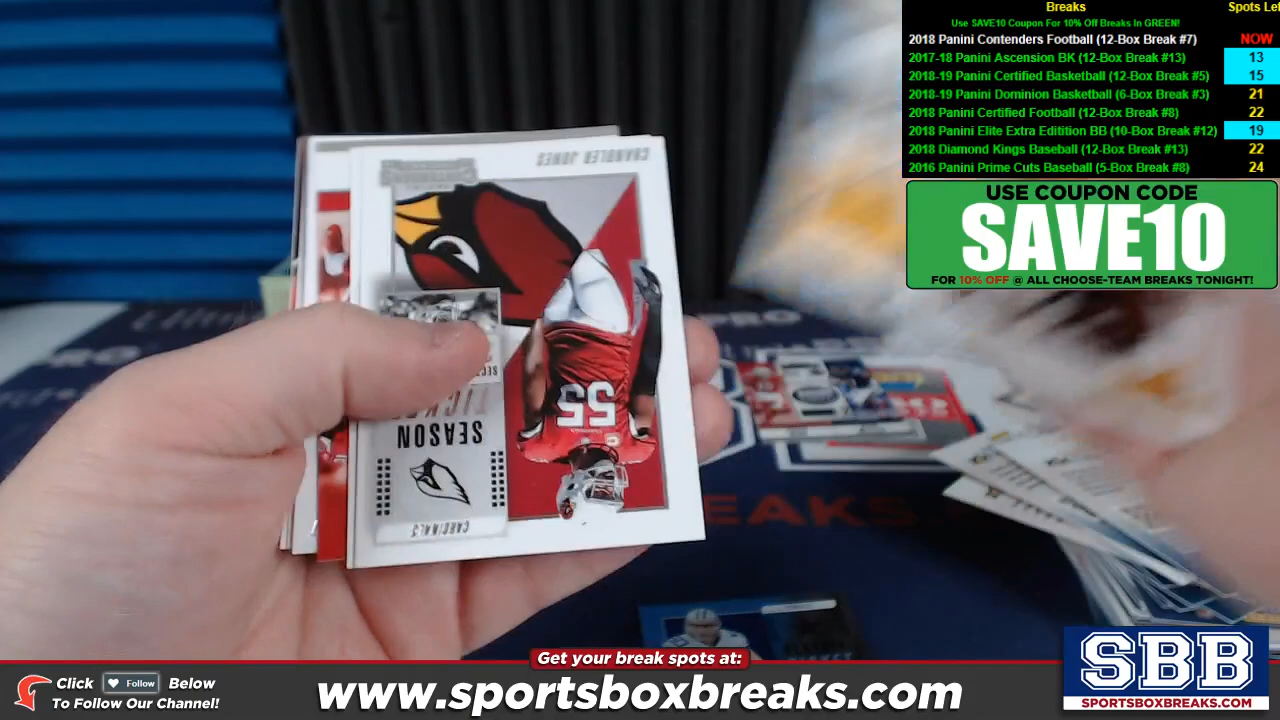 Breaks Spots Lef
Use SAVE10 Coupon For 10% Off Breaks In GREEN!
2018 Panini Contenders Football (12-Box Break #7) NOW
2017-18 Panini Ascension BK (12-Box Break #13) 13
2018-19 Panini Certified Basketball (12-Box Break #5) 15
2018-19 Panini Dominion Basketball (6-Box Break #3) 21
2018 Panini Certified Football (12-Box Break #8) 22
2018 Panini Elite Extra Edition BB (10-Box Break #12) 19
2018 Diamond Kings Baseball (12-Box Break #13) 22
2016 Panini Prime Cuts Baseball (5-Box Break #8) 24
USE COUPON CODE
SAVE10
FOR 10% OFF @ ALL CHOOSE-TEAM BREAKS TONIGHT!
CHANDLER JONES
55
SEASON
CARDINALS
Get your break spots at:
www.sportsboxbreaks.com
Click Follow Below
To Follow Our Channel!
SBB
SPORTSBOXBREAKS.COM